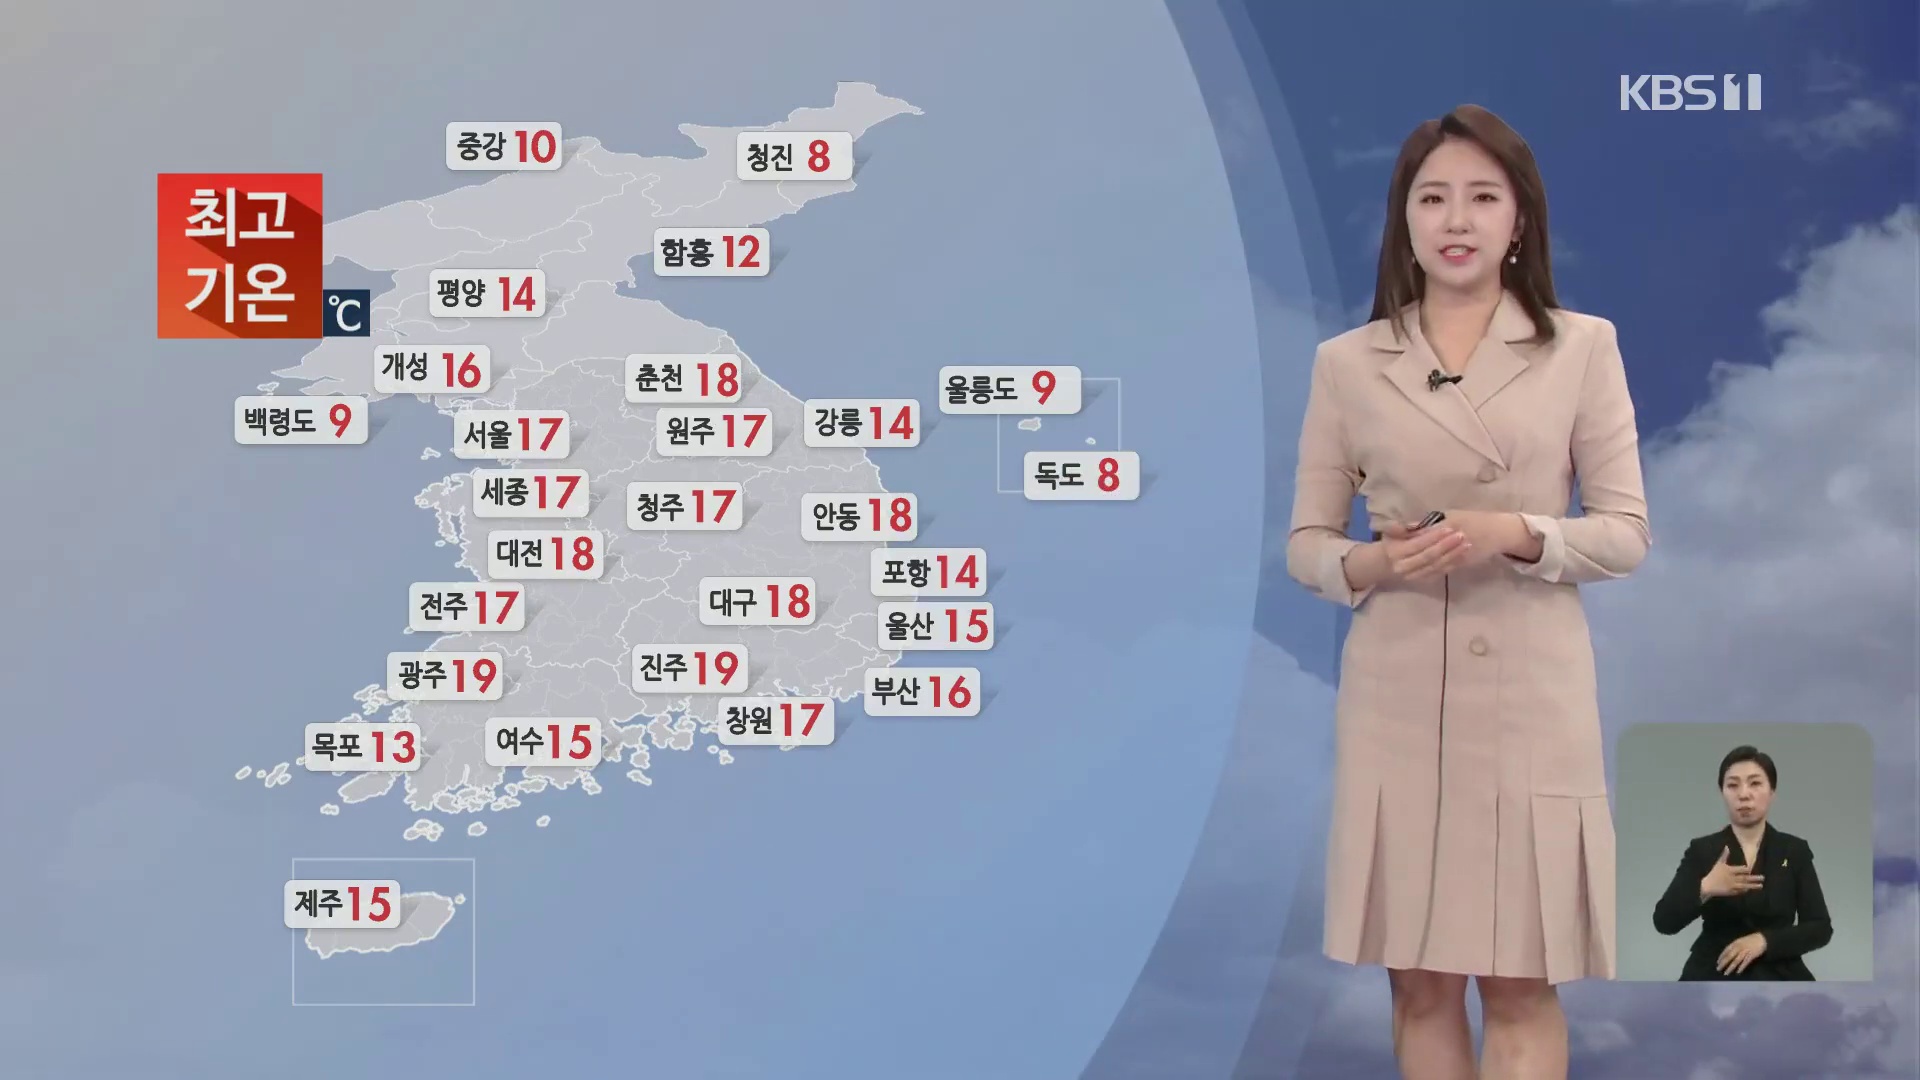 KBS 1
최고
기온
℃
중강 10
청진 8
함흥 12
평양 14
개성 16
춘천 18
울릉도 9
백령도 9
서울 17
원주 17
강릉 14
독도 8
세종 17
청주 17
안동 18
대전 18
포항 14
전주 17
대구 18
울산 15
광주 19
진주 19
부산 16
목포 13
여수 15
창원 17
제주 15